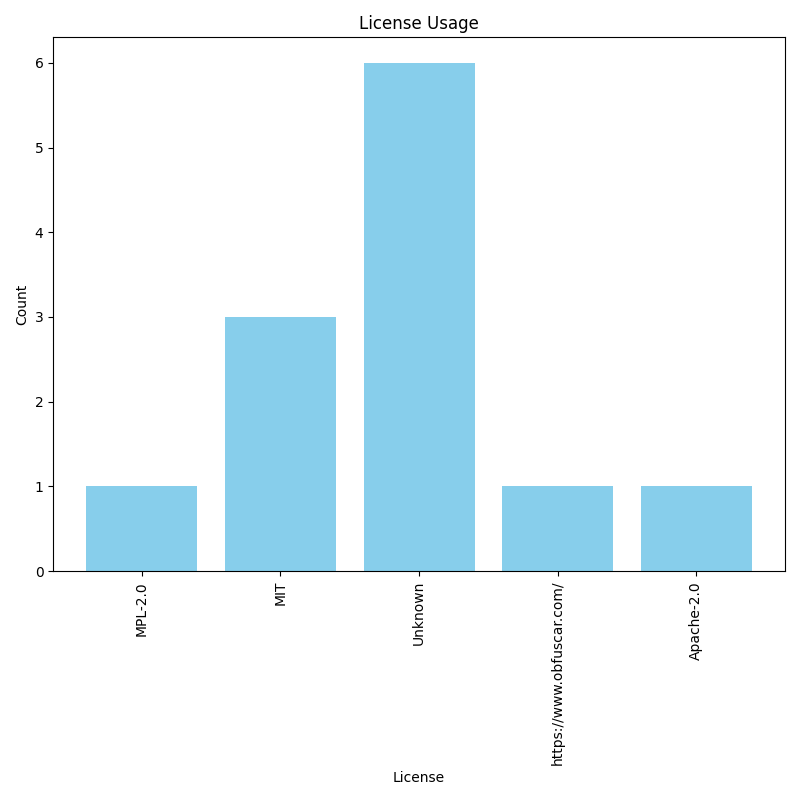 License Usage
Count
6
5
4
3
2
1
0
MPL-2.0
MIT
Unknown
https://www.obfuscar.com/
Apache-2.0
License